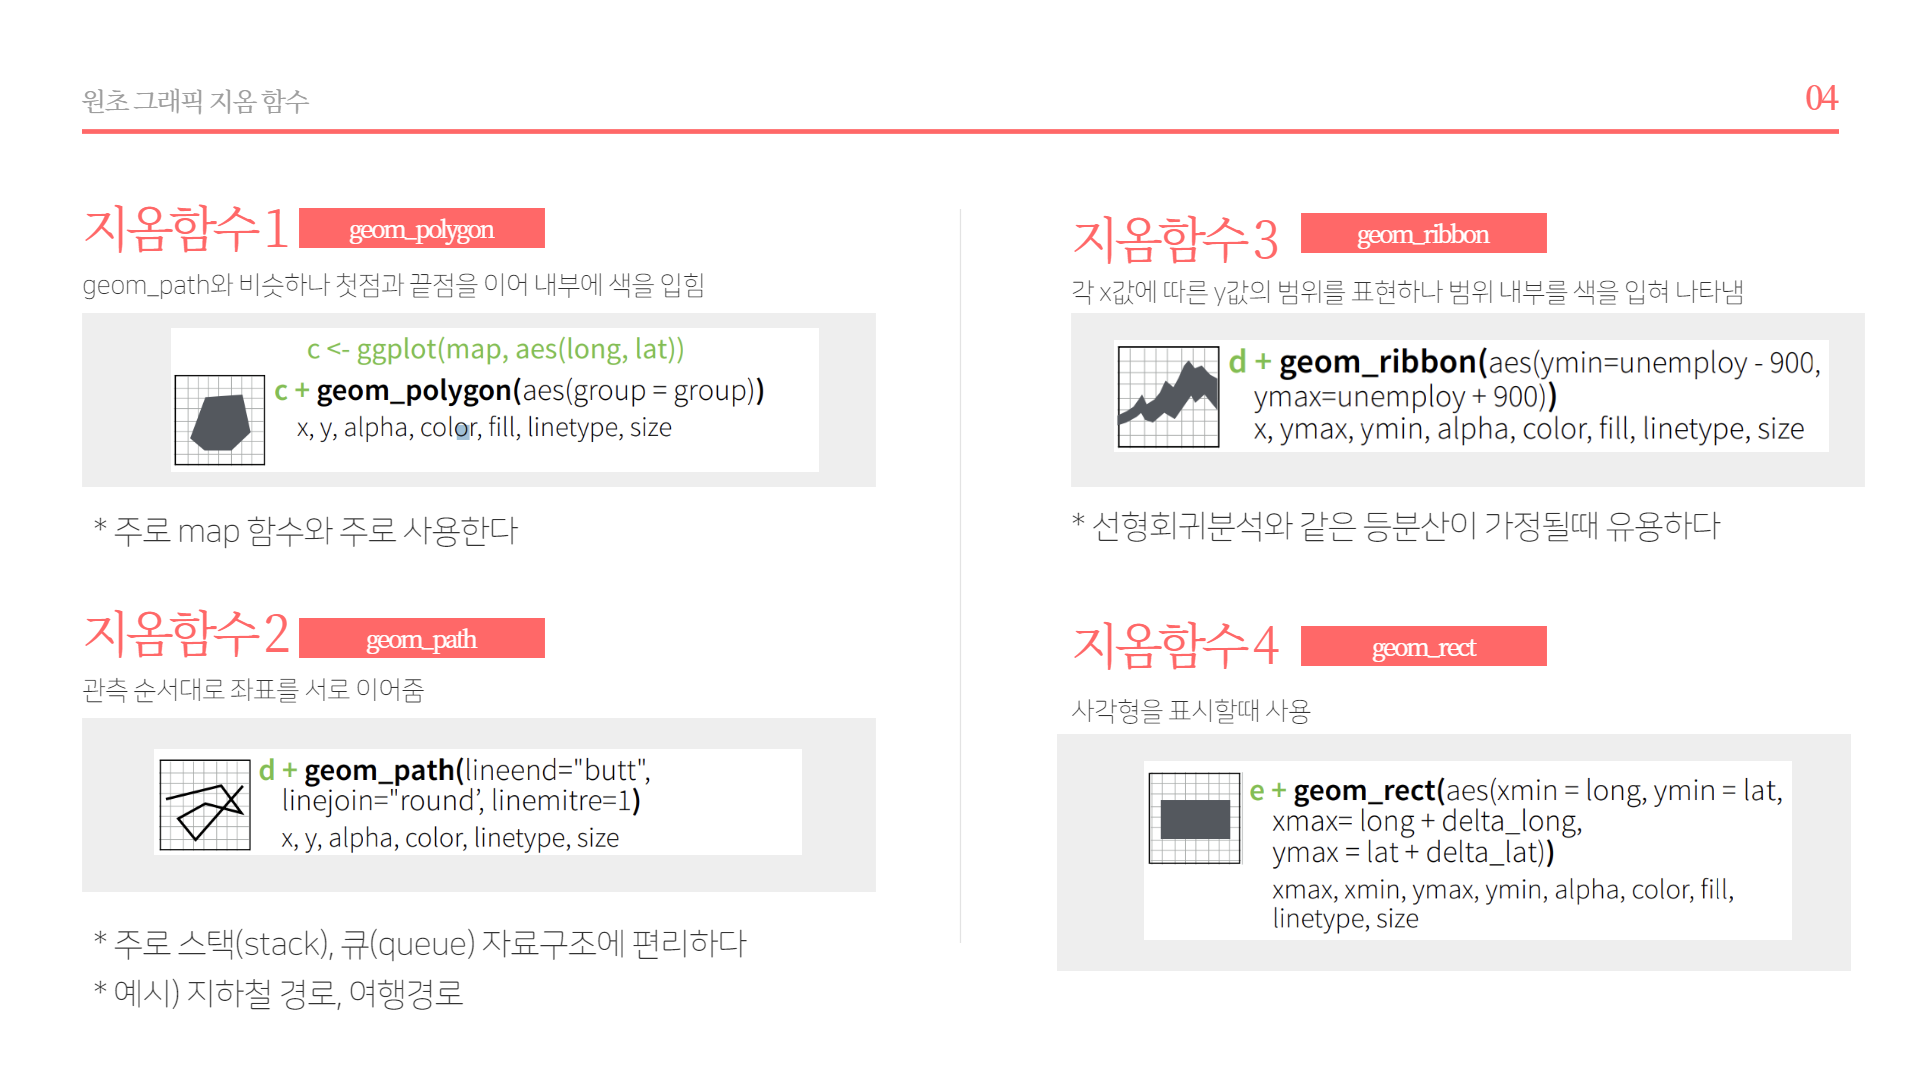 원초 그래픽 지옴 함수
04
지옴함수 1
geom_polygon
geom_path와 비슷하나 첫점과 끝점을 이어 내부에 색을 입힘
c <- ggplot(map, aes(long, lat))
c + geom_polygon(aes(group = group))
x, y, alpha, color, fill, linetype, size
* 주로 map 함수와 주로 사용한다
지옴함수 2
geom_path
관측 순서대로 좌표를 서로 이어줌
d + geom_path(lineend="butt",
linejoin="round’, linemitre=1)
x, y, alpha, color, linetype, size
* 주로 스택(stack), 큐(queue) 자료구조에 편리하다
* 예시) 지하철 경로, 여행경로
지옴함수 3
geom_ribbon
각 x값에 따른 y값의 범위를 표현하나 범위 내부를 색을 입혀 나타냄
d + geom_ribbon(aes(ymin=unemploy - 900,
ymax=unemploy + 900))
x, ymax, ymin, alpha, color, fill, linetype, size
* 선형회귀분석와 같은 등분산이 가정될때 유용하다
지옴함수 4
geom_rect
사각형을 표시할때 사용
e + geom_rect(aes(xmin = long, ymin = lat,
xmax= long + delta_long,
ymax = lat + delta_lat))
xmax, xmin, ymax, ymin, alpha, color, fill,
linetype, size